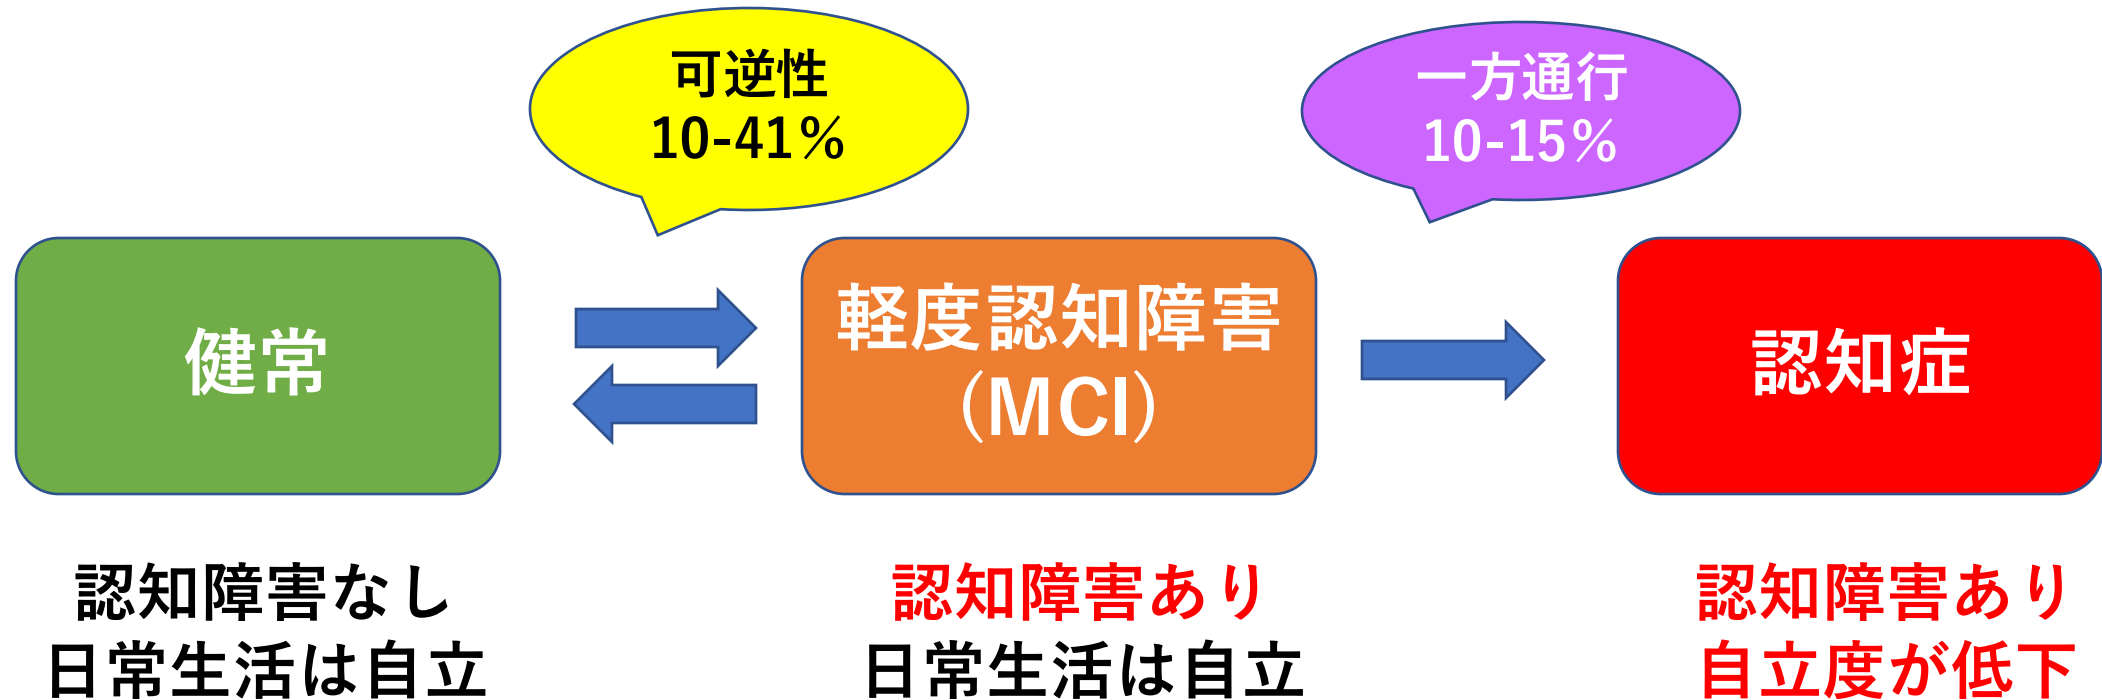 可逆性
10-41%
一方通行
10-15%
健常
軽度認知障害
(MCI)
認知症
認知障害なし
日常生活は自立
認知障害あり
日常生活は自立
認知障害あり
自立度が低下